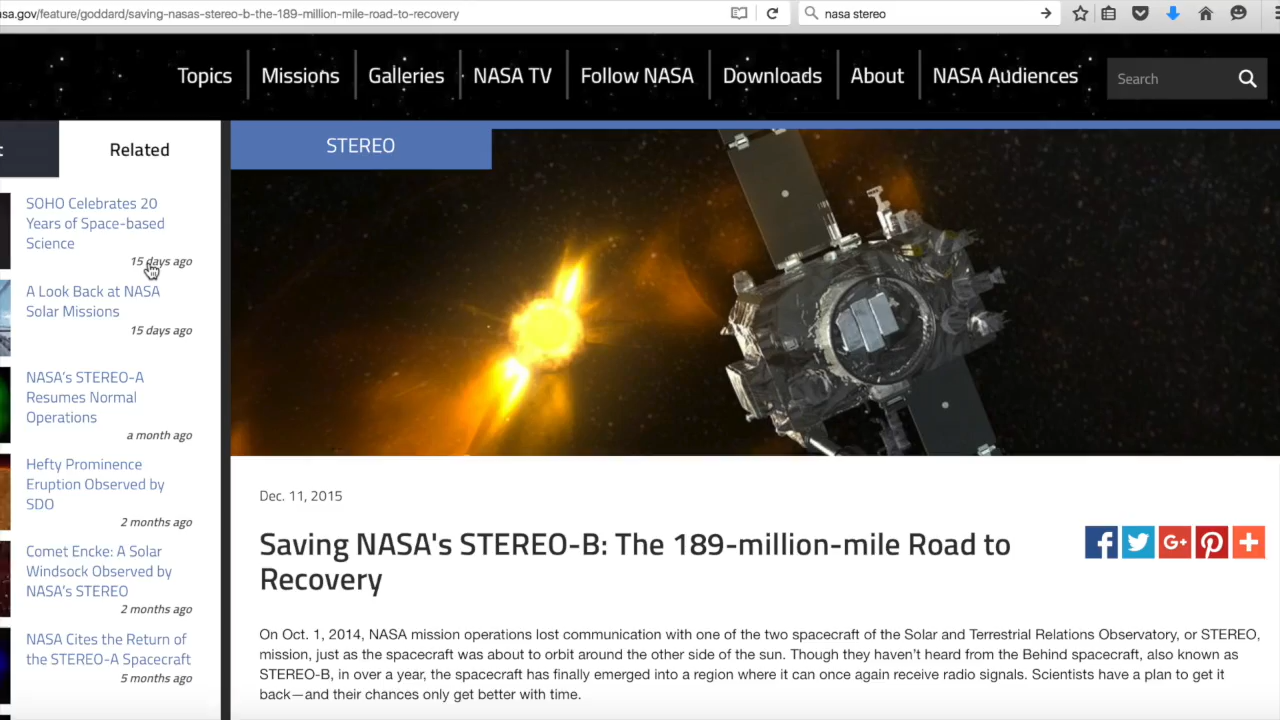 sa.gov/feature/goddard/saving-nasas-stereo-b-the-189-million-mile-road-to-recovery
nasa stereo
Topics
Missions
Galleries
NASA TV
Follow NASA
Downloads
About
NASA Audiences
Search
Related
SOHO Celebrates 20
Years of Space-based
Science
15 days ago
A Look Back at NASA
Solar Missions
15 days ago
NASA's STEREO-A
Resumes Normal
Operations
a month ago
Hefty Prominence
Eruption Observed by
SDO
2 months ago
Comet Encke: A Solar
Windsock Observed by
NASA's STEREO
2 months ago
NASA Cites the Return of
the STEREO-A Spacecraft
5 months ago
STEREO
Dec. 11, 2015
Saving NASA's STEREO-B: The 189-million-mile Road to
Recovery
On Oct. 1, 2014, NASA mission operations lost communication with one of the two spacecraft of the Solar and Terrestrial Relations Observatory, or STEREO,
mission, just as the spacecraft was about to orbit around the other side of the sun. Though they haven't heard from the Behind spacecraft, also known as
STEREO-B, in over a year, the spacecraft has finally emerged into a region where it can once again receive radio signals. Scientists have a plan to get it
back—and their chances only get better with time.